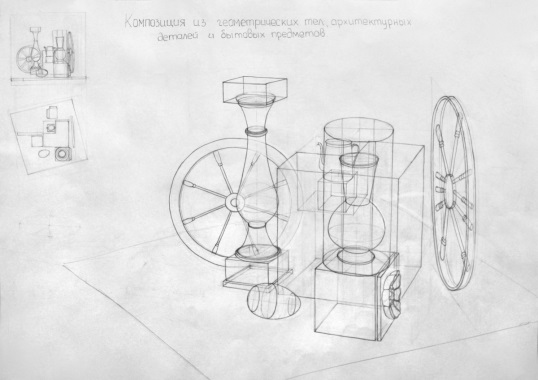 Композиция из геометрических тел, архитектурных
деталей и бытовых предметов